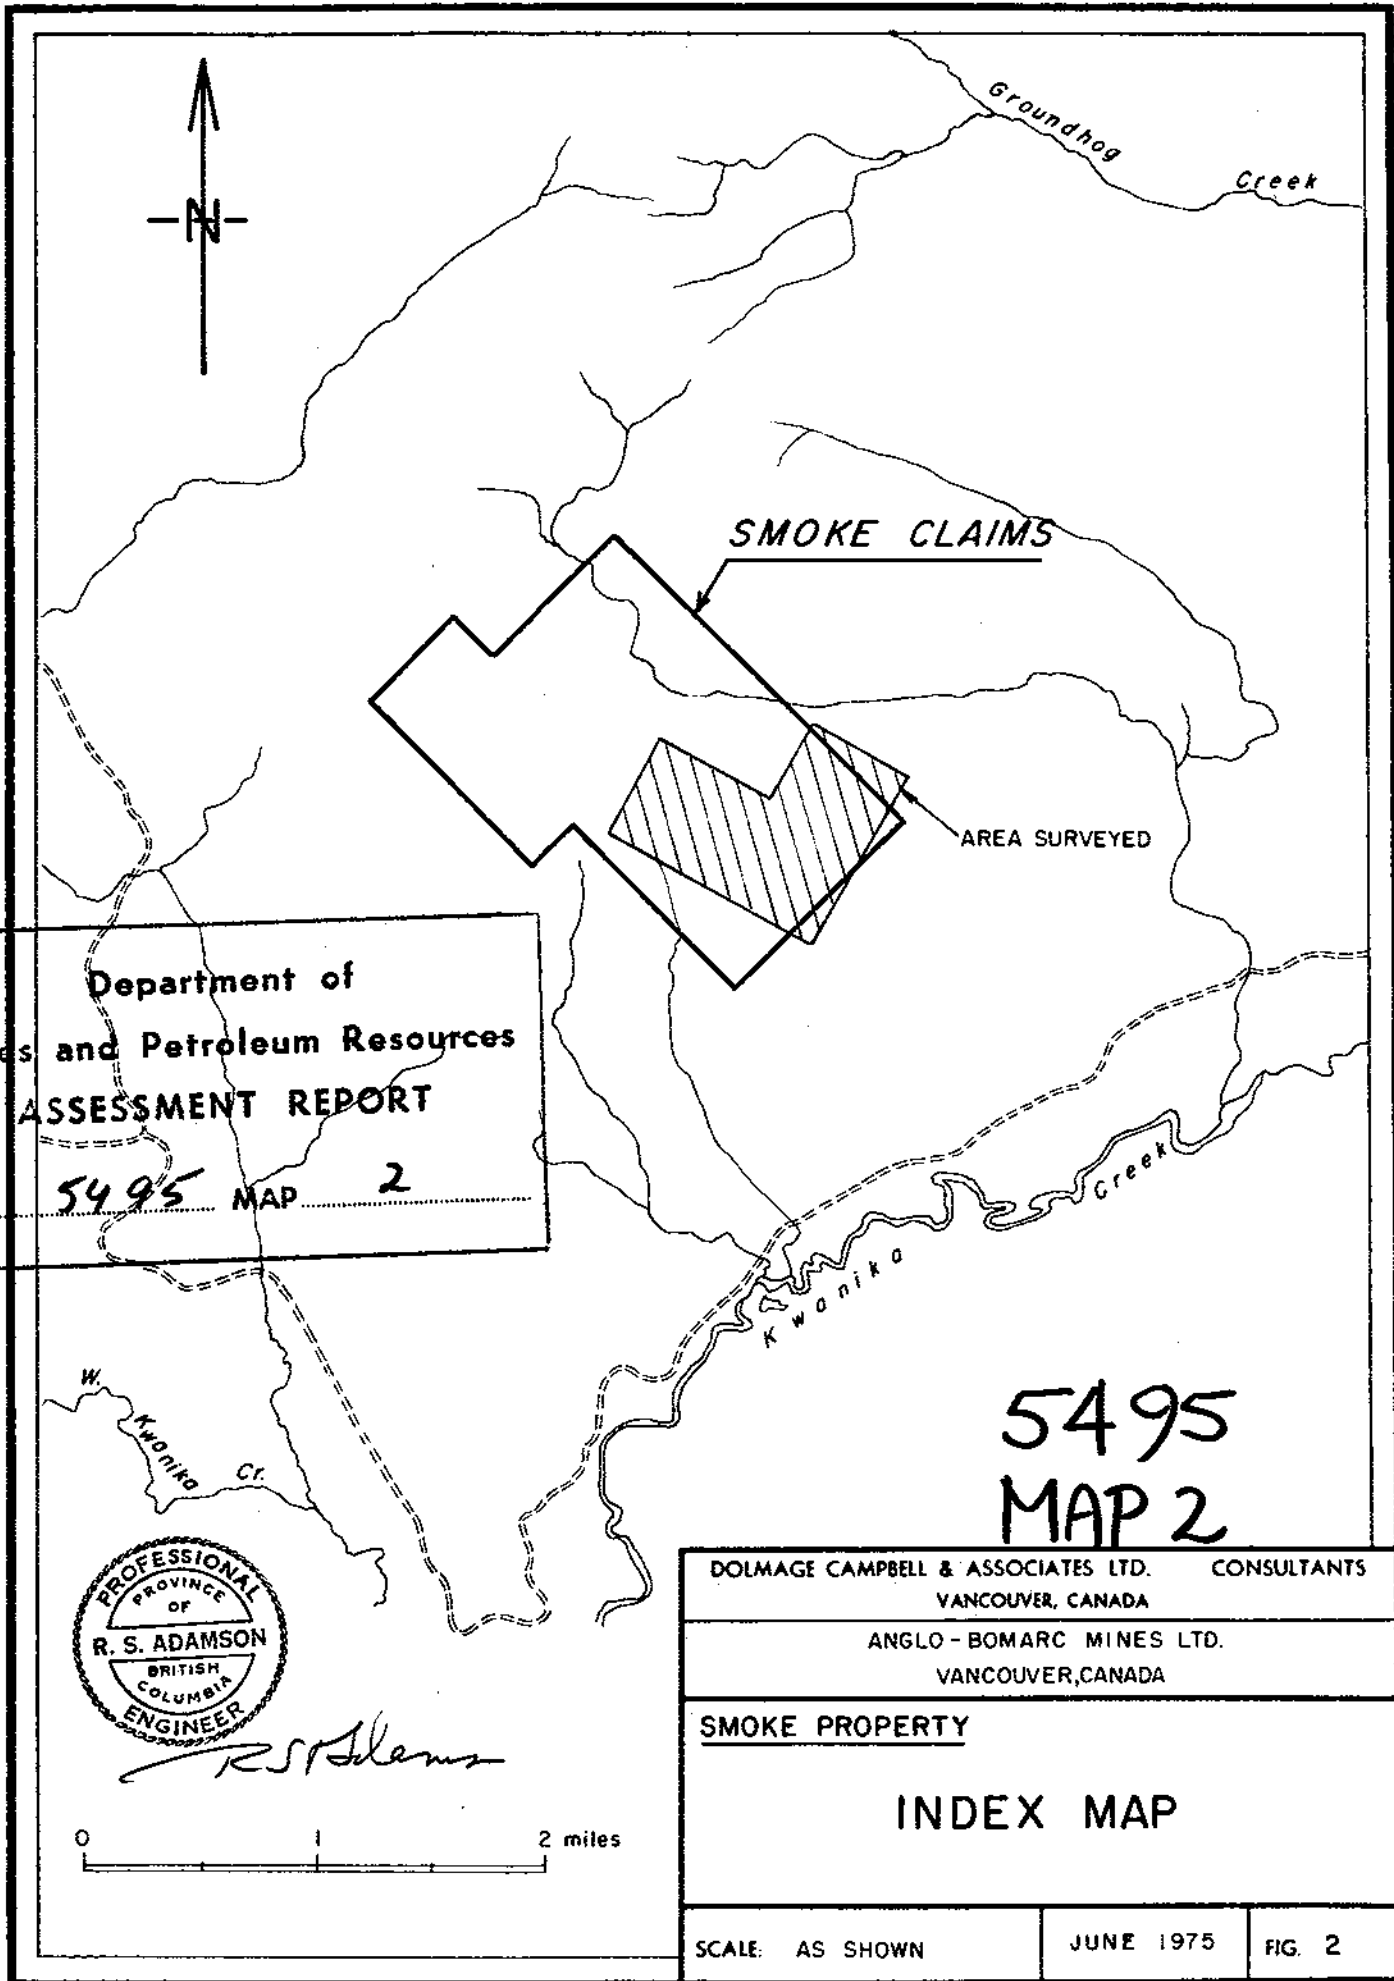 Groundhog
Creek
N
SMOKE CLAIMS
AREA SURVEYED
Department of
es and Petroleum Resources
ASSESSMENT REPORT
5495 MAP 2
Creek
Kwanika
W.
Kwanika
Cr.
5495
MAP 2
PROFESSIONAL
PROVINCE
OF
R. S. ADAMSON
BRITISH
COLUMBIA
ENGINEER
RSAdamson
0 1 2 miles
DOLMAGE CAMPBELL & ASSOCIATES LTD. CONSULTANTS
VANCOUVER, CANADA
ANGLO-BOMARC MINES LTD.
VANCOUVER, CANADA
SMOKE PROPERTY
INDEX MAP
SCALE: AS SHOWN
JUNE 1975
FIG. 2